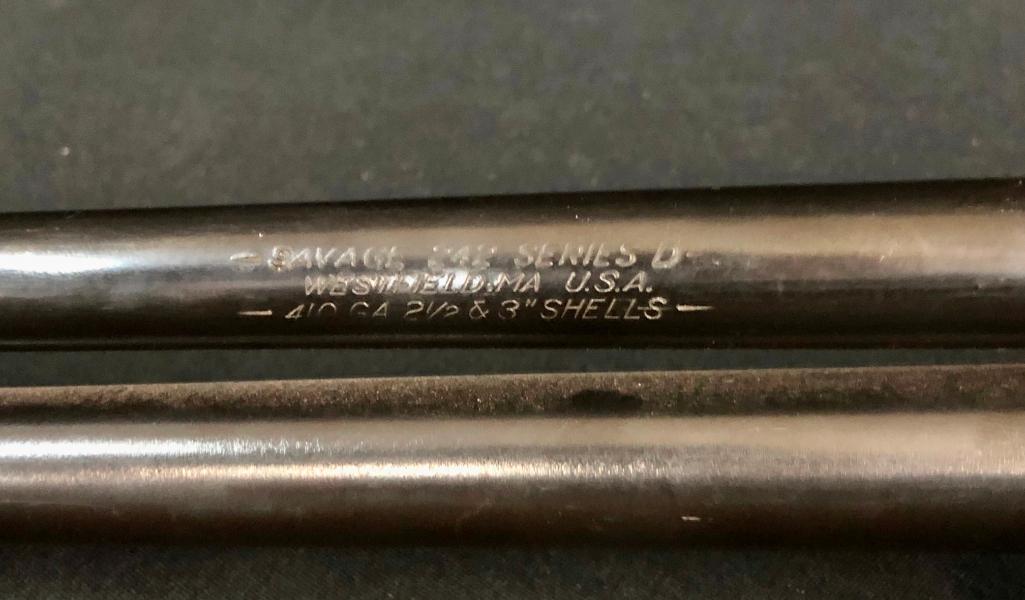 — SAVAGE 242 SERIES D
WESTFIELD, MA U.S.A.
— 410 GA 2½ & 3" SHELLS —